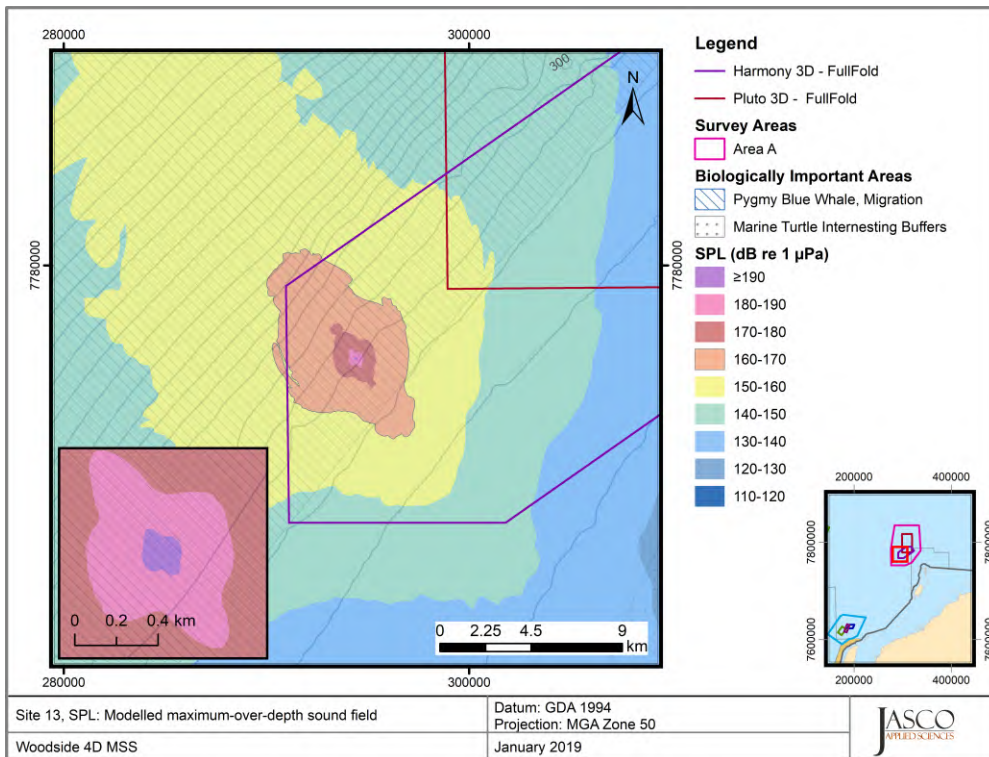 280000
300000
7780000
7780000
300
N
Legend
Harmony 3D - FullFold
Pluto 3D - FullFold
Survey Areas
Area A
Biologically Important Areas
Pygmy Blue Whale, Migration
Marine Turtle Internesting Buffers
SPL (dB re 1 µPa)
≥190
180-190
170-180
160-170
150-160
140-150
130-140
120-130
110-120
0 0.2 0.4 km
0 2.25 4.5 9
km
280000
300000
200000 400000
7800000
7800000
7600000
7600000
200000 400000
Site 13, SPL: Modelled maximum-over-depth sound field
Datum: GDA 1994
Projection: MGA Zone 50
Woodside 4D MSS
January 2019
JASCO
APPLIED SCIENCES